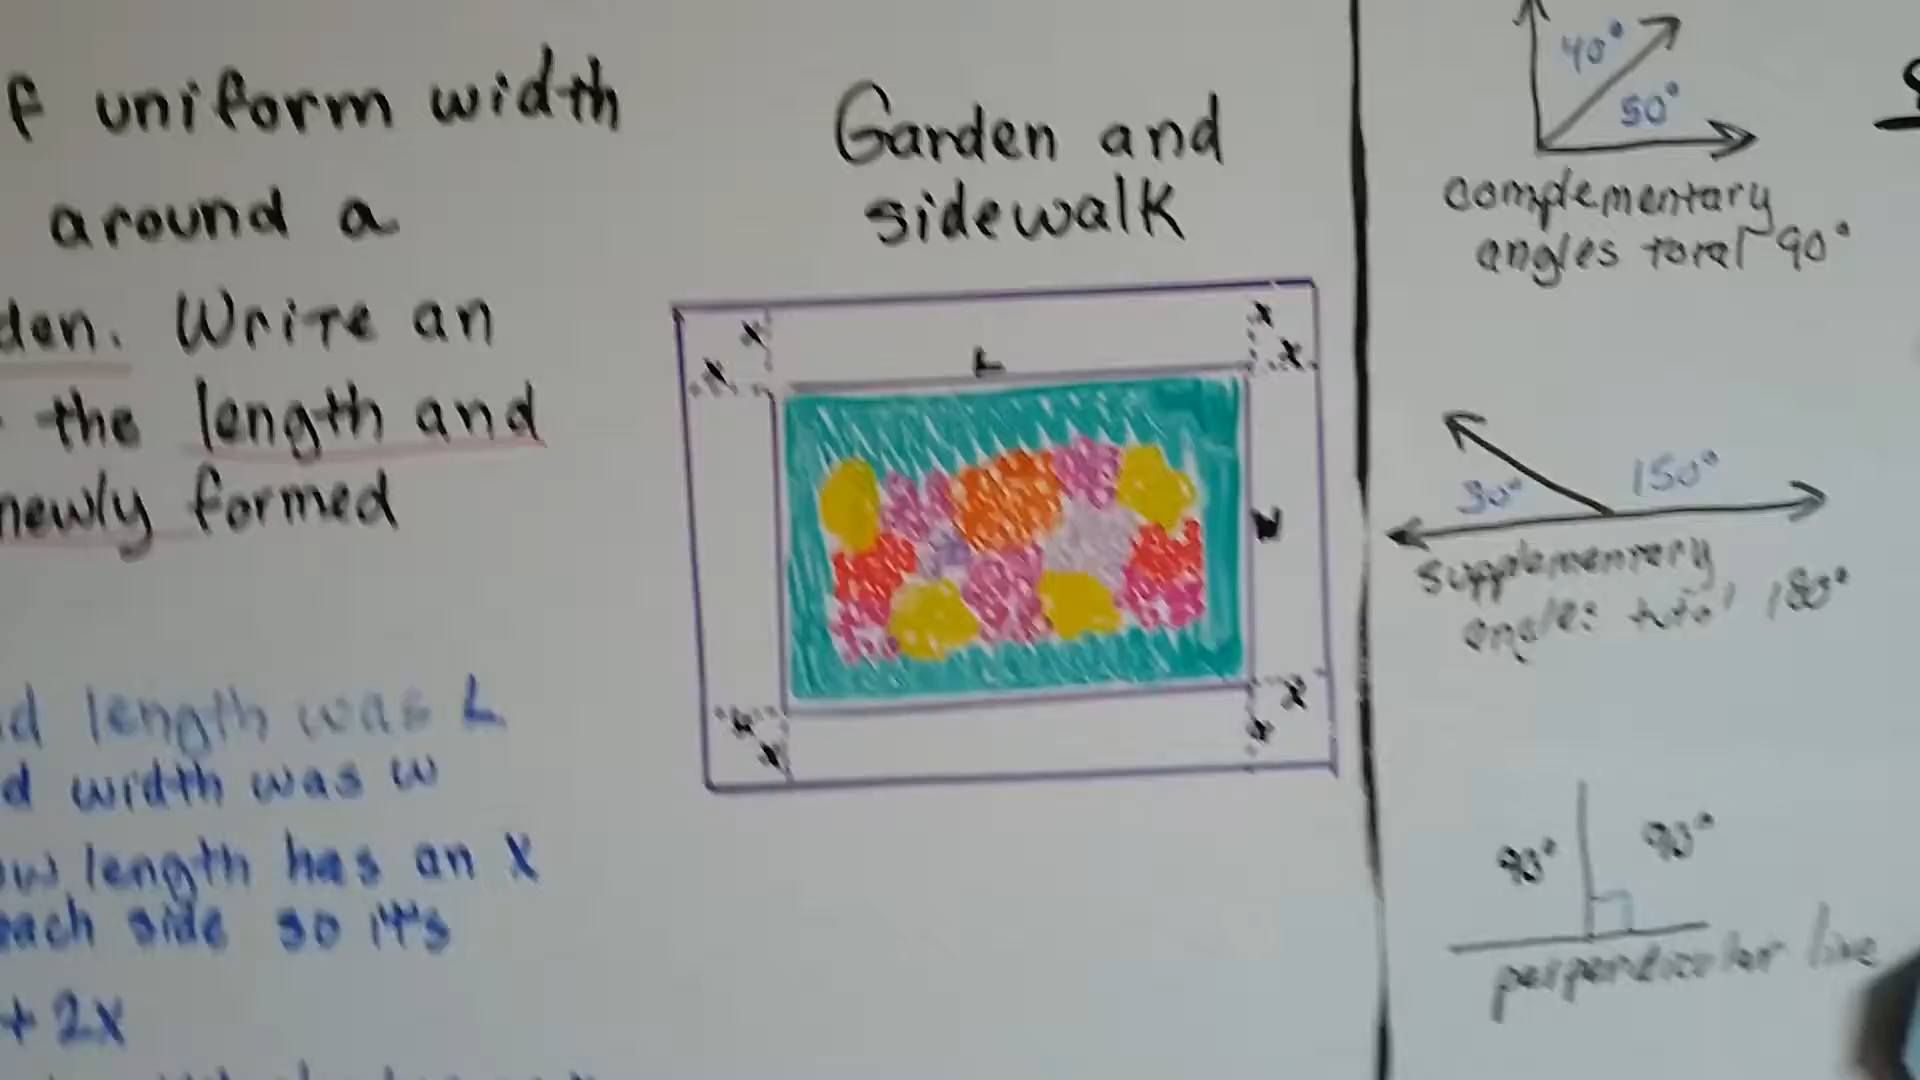 f uniform width
around a
den. Write an
the length and
newly formed
d length was L
d width was w
w length has an X
each side so it's
+ 2x
Garden and
sidewalk
x
x
x
x
L
w
x
x
x
x
40°
50°
complementary
angles total 90°
30°
150°
supplementary
angles total 180°
90°
90°
perpendicular line